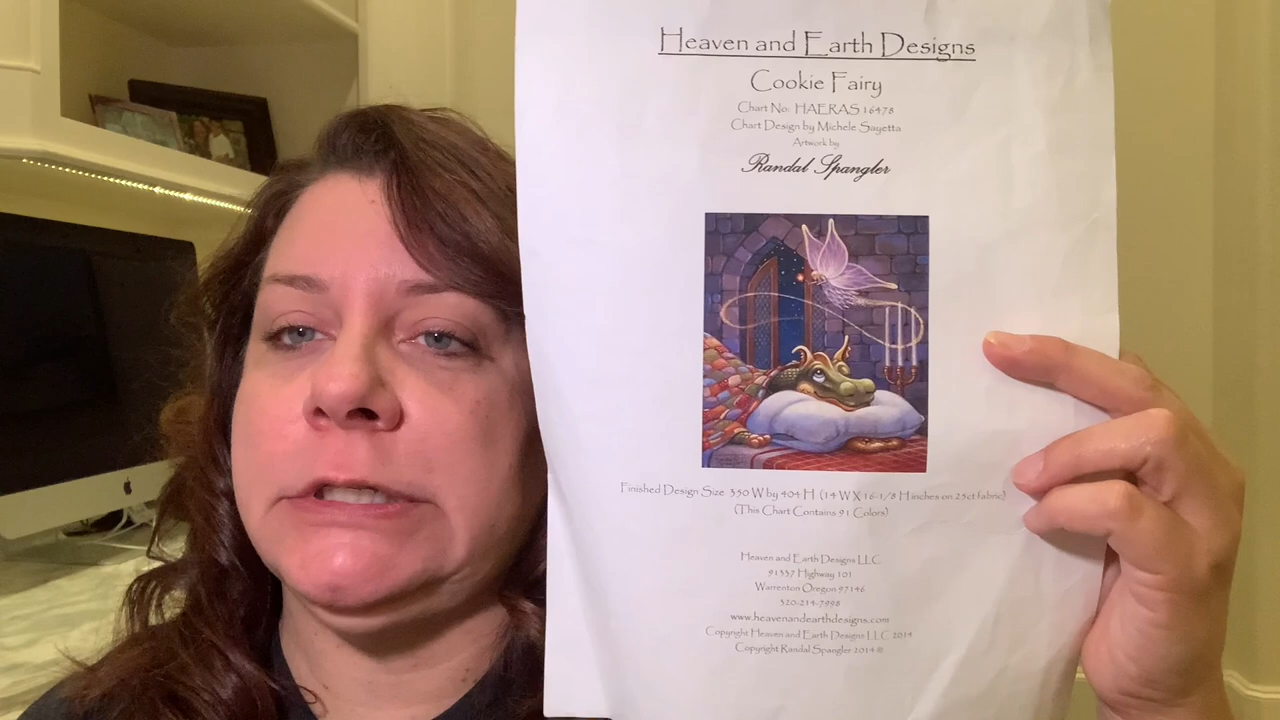 Heaven and Earth Designs
Cookie Fairy
Chart No: HAERAS 16478
Chart Design by Michele Sayetta
Artwork by
Randal Spangler
Finished Design Size 350 W by 404 H (14 W X 16-1/8 H inches on 25ct fabric)
(This Chart Contains 91 Colors)
Heaven and Earth Designs LLC
91337 Highway 101
Warrenton Oregon 97146
320-214-7998
www.heavenandearthdesigns.com
Copyright Heaven and Earth Designs LLC 2014
Copyright Randal Spangler 2014 ©